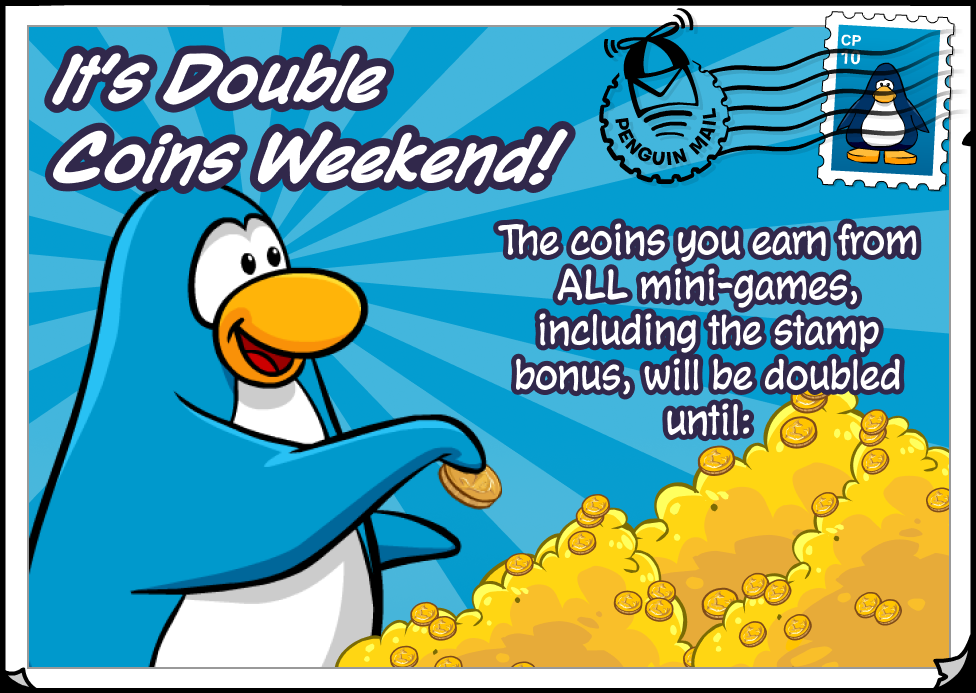 It's Double
Coins Weekend!
PENGUIN MAIL
CP
10
The coins you earn from
ALL mini-games,
including the stamp
bonus, will be doubled
until: